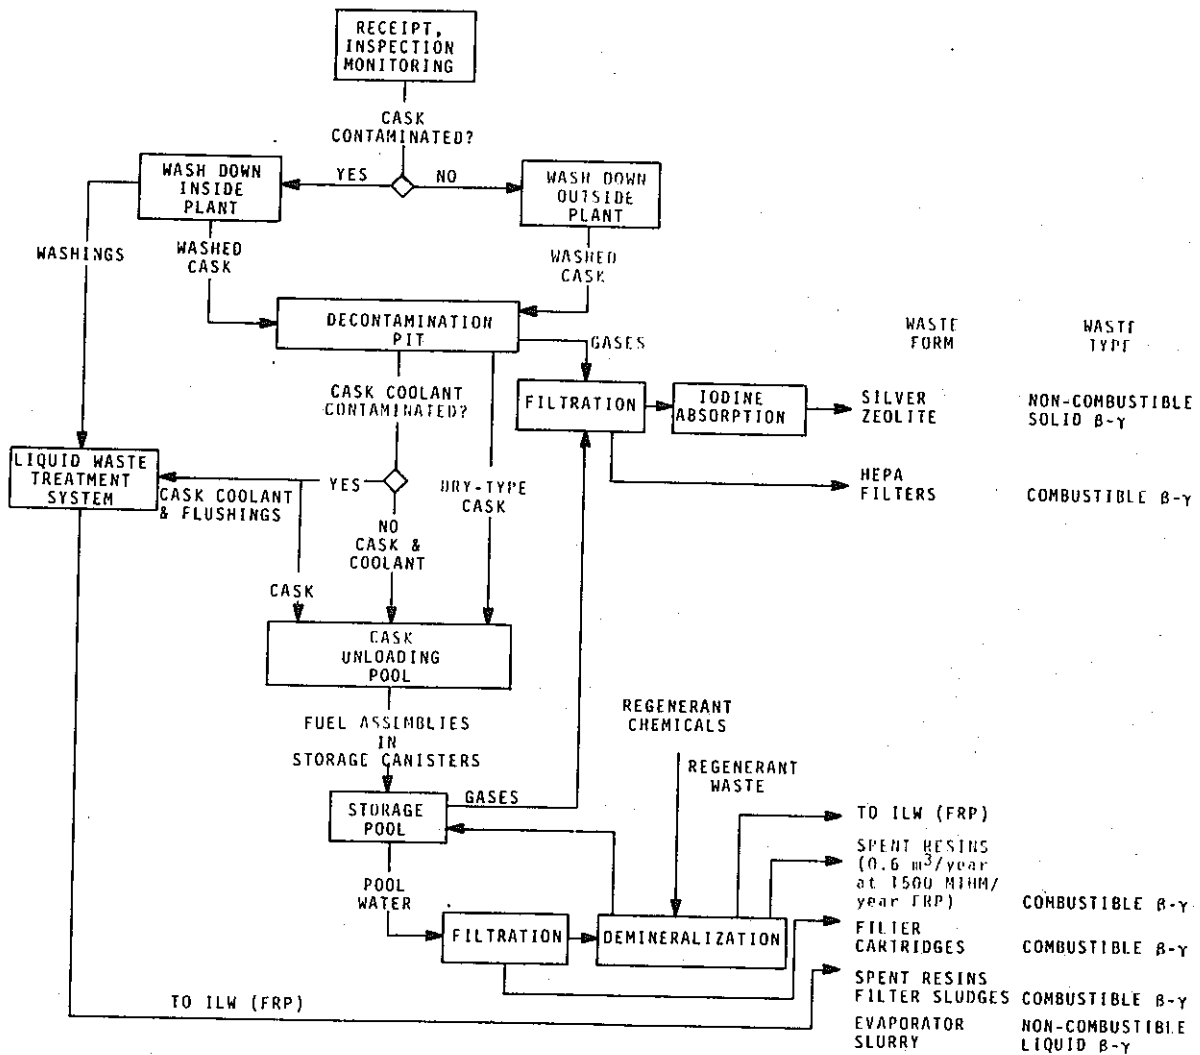 RECEIPT,
INSPECTION
MONITORING
CASK
CONTAMINATED?
WASH DOWN
INSIDE
PLANT
YES
NO
WASH DOWN
OUTSIDE
PLANT
WASHINGS
WASHED
CASK
WASHED
CASK
DECONTAMINATION
PIT
GASES
WASTE
FORM
WASTE
TYPE
CASK COOLANT
CONTAMINATED?
FILTRATION
IODINE
ABSORPTION
SILVER
ZEOLITE
NON-COMBUSTIBLE
SOLID β-γ
LIQUID WASTE
TREATMENT
SYSTEM
YES
CASK COOLANT
& FLUSHINGS
DRY-TYPE
CASK
HEPA
FILTERS
COMBUSTIBLE β-γ
NO
CASK &
COOLANT
CASK
CASK
UNLOADING
POOL
FUEL ASSEMBLIES
IN
STORAGE CANISTERS
REGENERANT
CHEMICALS
REGENERANT
WASTE
STORAGE
POOL
GASES
TO ILW (FRP)
SPENT RESINS
(0.6 m³/year
at 1500 MTHM/
year FRP)
COMBUSTIBLE β-γ
POOL
WATER
FILTRATION
DEMINERALIZATION
FILTER
CARTRIDGES
COMBUSTIBLE β-γ
TO ILW (FRP)
SPENT RESINS
FILTER SLUDGES
COMBUSTIBLE β-γ
EVAPORATOR
SLURRY
NON-COMBUSTIBLE
LIQUID β-γ